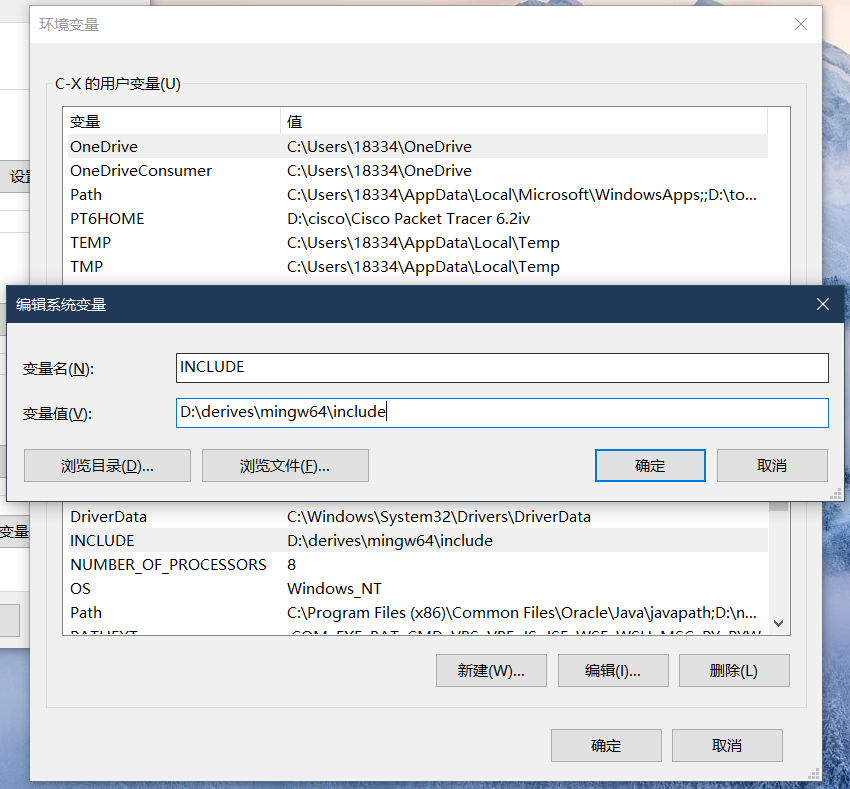 环境变量
C-X 的用户变量(U)
变量 值
OneDrive C:\Users\18334\OneDrive
OneDriveConsumer C:\Users\18334\OneDrive
Path C:\Users\18334\AppData\Local\Microsoft\WindowsApps;;D:\to...
PT6HOME D:\cisco\Cisco Packet Tracer 6.2iv
TEMP C:\Users\18334\AppData\Local\Temp
TMP C:\Users\18334\AppData\Local\Temp
编辑系统变量
变量名(N): INCLUDE
变量值(V): D:\derives\mingw64\include
浏览目录(D)... 浏览文件(F)... 确定 取消
DriverData C:\Windows\System32\Drivers\DriverData
变量
INCLUDE D:\derives\mingw64\include
NUMBER_OF_PROCESSORS 8
OS Windows_NT
Path C:\Program Files (x86)\Common Files\Oracle\Java\javapath;D:\n...
新建(W)... 编辑(I)... 删除(L)
确定 取消